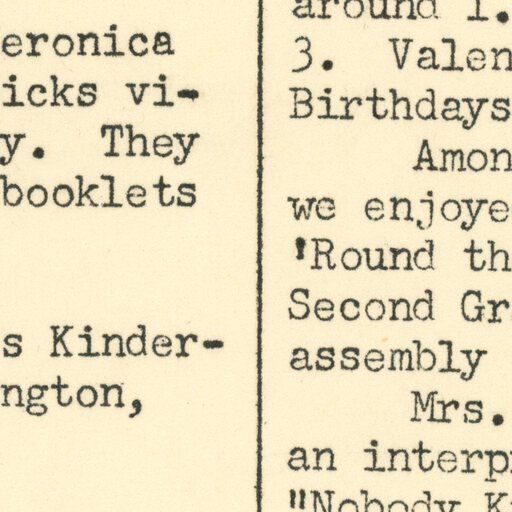 eronica
icks vi-
y. They
booklets
s Kinder-
ngton,
around 1.
3. Valen
Birthdays
Amon
we enjoye
'Round th
Second Gr
assembly
Mrs.
an interp
"Nobody K